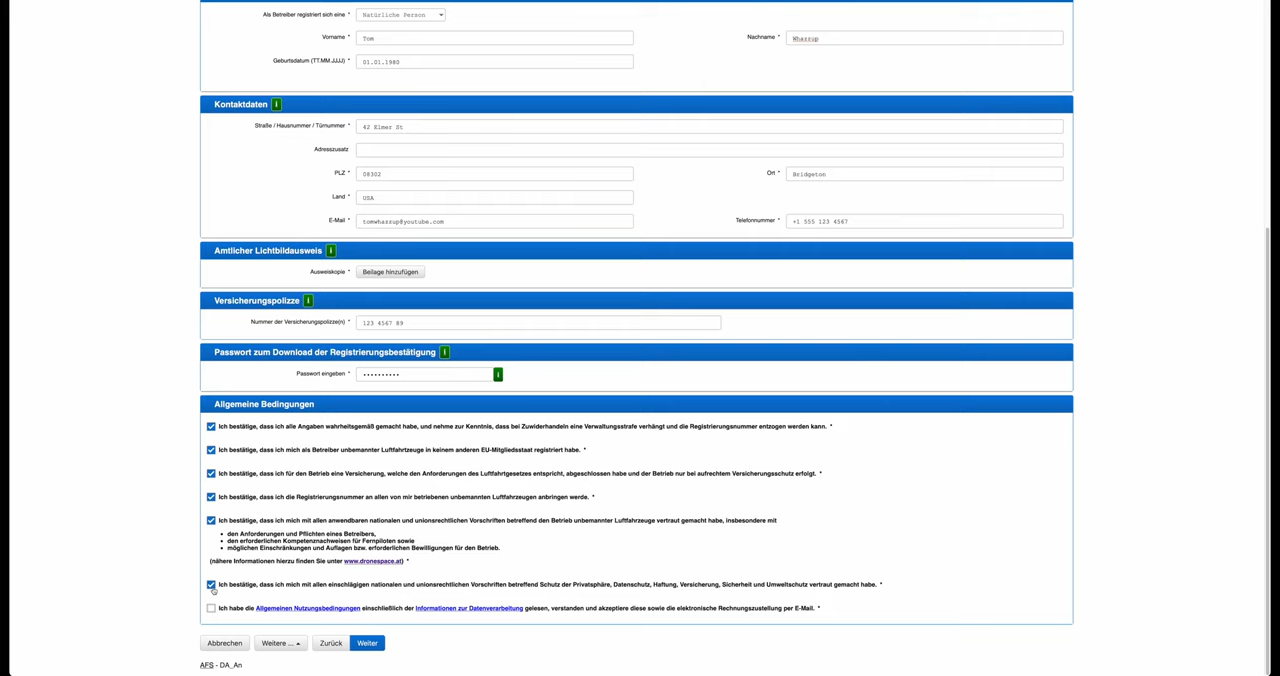 Als Betreiber registriert sich eine * Natürliche Person
Vorname * Tom Nachname * Whazzup
Geburtsdatum (TT.MM.JJJJ) * 01.01.1980
Kontaktdaten i
Straße / Hausnummer / Türnummer * 42 Elmer St
Adresszusatz
PLZ * 08302 Ort * Bridgeton
Land * USA
E-Mail * tomwhazzup@youtube.com Telefonnummer * +1 555 123 4567
Amtlicher Lichtbildausweis i
Ausweiskopie * Beilage hinzufügen
Versicherungspolizze i
Nummer der Versicherungspolizze(n) * 123 4567 89
Passwort zum Download der Registrierungsbestätigung i
Passwort eingeben * •••••••••• i
Allgemeine Bedingungen
Ich bestätige, dass ich alle Angaben wahrheitsgemäß gemacht habe, und nehme zur Kenntnis, dass bei Zuwiderhandeln eine Verwaltungsstrafe verhängt und die Registrierungsnummer entzogen werden kann. *
Ich bestätige, dass ich mich als Betreiber unbemannter Luftfahrzeuge in keinem anderen EU-Mitgliedsstaat registriert habe. *
Ich bestätige, dass ich für den Betrieb eine Versicherung, welche den Anforderungen des Luftfahrtgesetzes entspricht, abgeschlossen habe und der Betrieb nur bei aufrechtem Versicherungsschutz erfolgt. *
Ich bestätige, dass ich die Registrierungsnummer an allen von mir betriebenen unbemannten Luftfahrzeugen anbringen werde. *
Ich bestätige, dass ich mich mit allen anwendbaren nationalen und unionsrechtlichen Vorschriften betreffend den Betrieb unbemannter Luftfahrzeuge vertraut gemacht habe, insbesondere mit
• den Anforderungen und Pflichten eines Betreibers,
• den erforderlichen Kompetenznachweisen für Fernpiloten sowie
• möglichen Einschränkungen und Auflagen bzw. erforderlichen Bewilligungen für den Betrieb.
(nähere Informationen hierzu finden Sie unter www.dronespace.at) *
Ich bestätige, dass ich mich mit allen einschlägigen nationalen und unionsrechtlichen Vorschriften betreffend Schutz der Privatsphäre, Datenschutz, Haftung, Versicherung, Sicherheit und Umweltschutz vertraut gemacht habe. *
Ich habe die Allgemeinen Nutzungsbedingungen einschließlich der Informationen zur Datenverarbeitung gelesen, verstanden und akzeptiere diese sowie die elektronische Rechnungszustellung per E-Mail. *
Abbrechen Weitere ... Zurück Weiter
AFS - DA_An